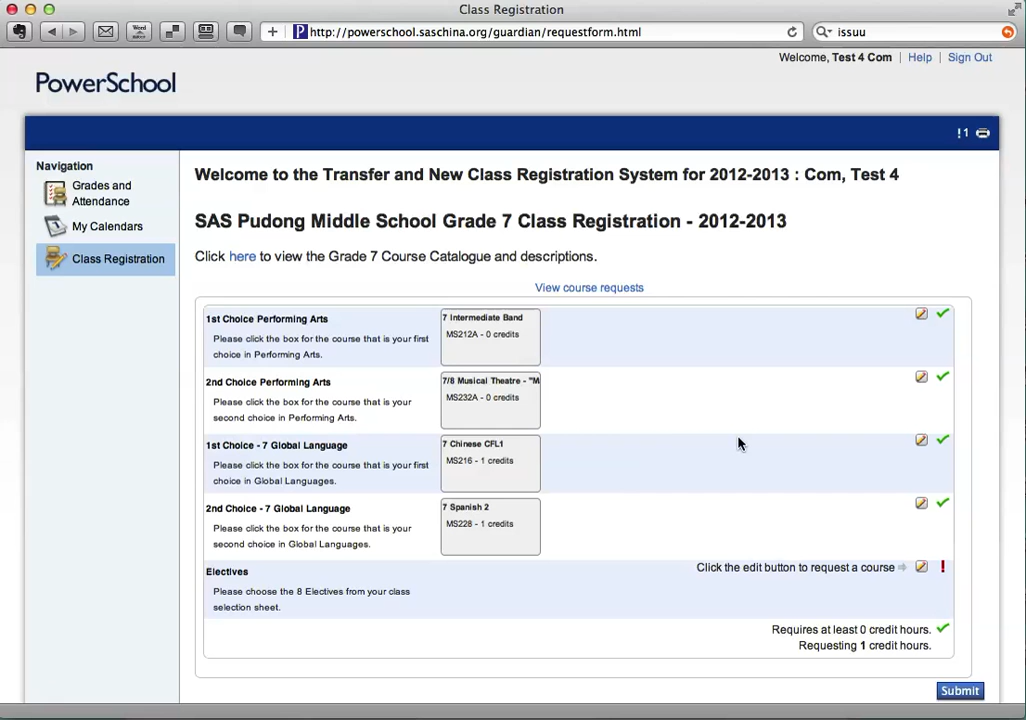 Class Registration
Word
http://powerschool.saschina.org/guardian/requestform.html
issuu
Welcome, Test 4 Com | Help | Sign Out
PowerSchool
!1
Navigation
Grades and
Attendance
My Calendars
Class Registration
Welcome to the Transfer and New Class Registration System for 2012-2013 : Com, Test 4
SAS Pudong Middle School Grade 7 Class Registration - 2012-2013
Click here to view the Grade 7 Course Catalogue and descriptions.
View course requests
1st Choice Performing Arts
Please click the box for the course that is your first
choice in Performing Arts.
7 Intermediate Band
MS212A - 0 credits
2nd Choice Performing Arts
Please click the box for the course that is your
second choice in Performing Arts.
7/8 Musical Theatre - "M
MS232A - 0 credits
1st Choice - 7 Global Language
Please click the box for the course that is your first
choice in Global Languages.
7 Chinese CFL1
MS216 - 1 credits
2nd Choice - 7 Global Language
Please click the box for the course that is your
second choice in Global Languages.
7 Spanish 2
MS228 - 1 credits
Electives
Please choose the 8 Electives from your class
selection sheet.
Click the edit button to request a course
!
Requires at least 0 credit hours.
Requesting 1 credit hours.
Submit